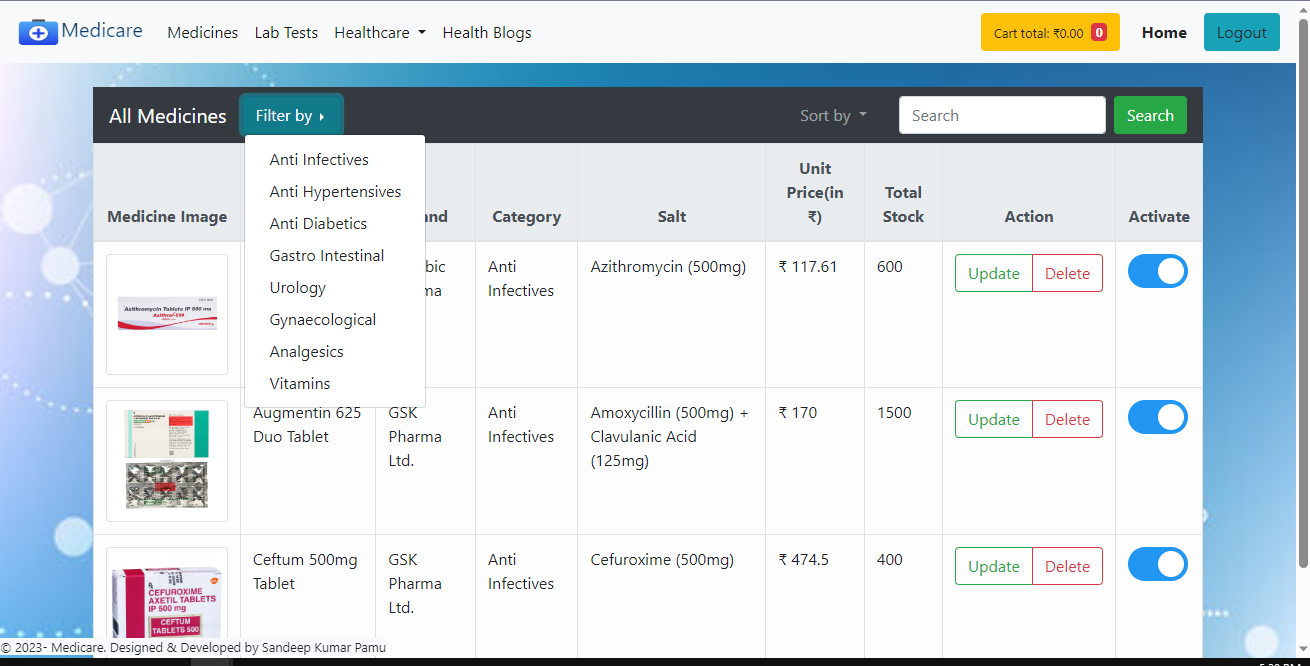 Medicare Medicines Lab Tests Healthcare Health Blogs Cart total: ₹0.00 0 Home Logout
All Medicines Filter by Sort by Search Search
Anti Infectives
Anti Hypertensives
Anti Diabetics
Gastro Intestinal
Urology
Gynaecological
Analgesics
Vitamins
Unit
Price(in Total
Medicine Image Category Salt ₹) Stock Action Activate
Anti Azithromycin (500mg) ₹ 117.61 600 Update Delete
Infectives
Azithromycin Tablets IP 500 mg
Augmentin 625 GSK Anti Amoxycillin (500mg) + ₹ 170 1500 Update Delete
Duo Tablet Pharma Infectives Clavulanic Acid
Ltd. (125mg)
Ceftum 500mg GSK Anti Cefuroxime (500mg) ₹ 474.5 400 Update Delete
Tablet Pharma Infectives
Ltd.
CEFUROXIME
AXETIL TABLETS
IP 500 mg
CEFTUM
TABLETS 500
© 2023- Medicare. Designed & Developed by Sandeep Kumar Pamu